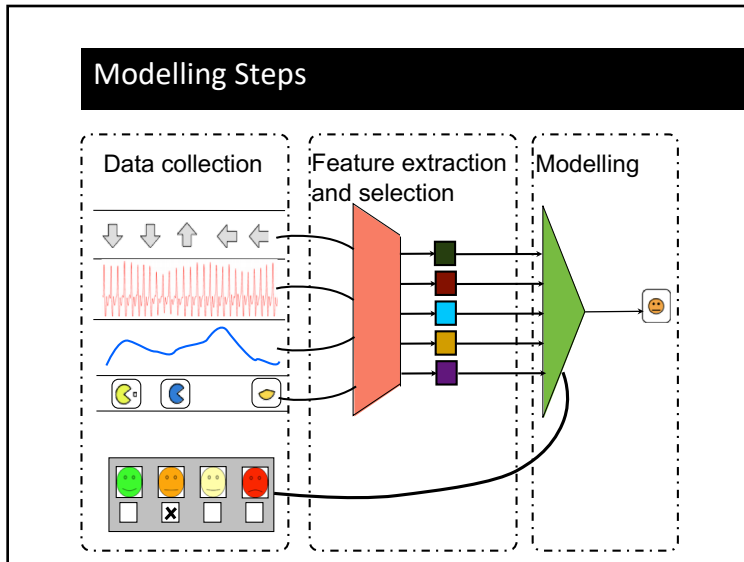 Modelling Steps
Data collection
Feature extraction
and selection
Modelling